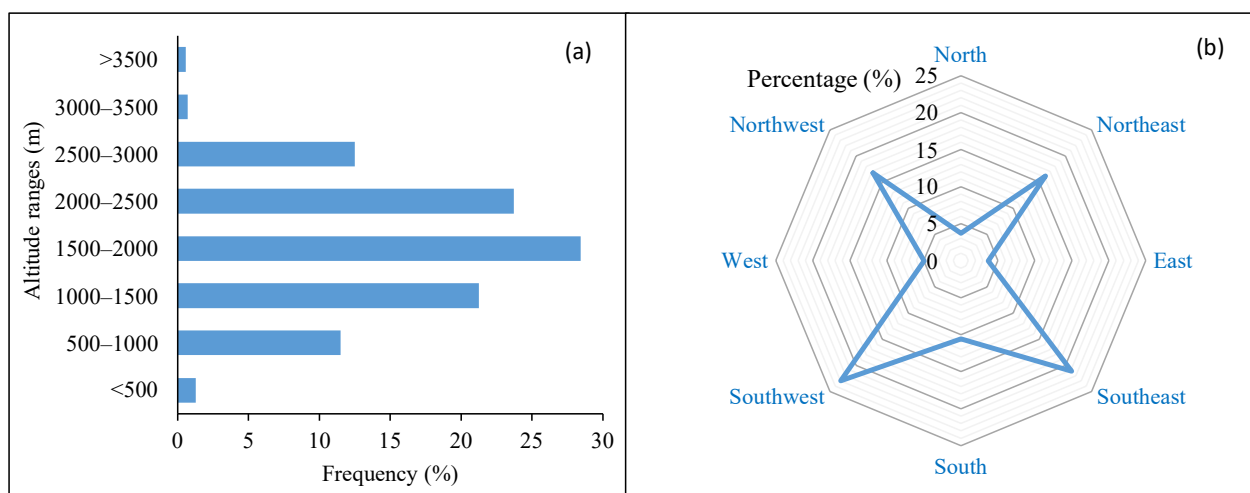 (a)
Altitude ranges (m)
>3500
3000–3500
2500–3000
2000–2500
1500–2000
1000–1500
500–1000
<500
0 5 10 15 20 25 30
Frequency (%)
(b)
North
Percentage (%)
25
20
15
10
5
0
Northwest
Northeast
West
East
Southwest
Southeast
South